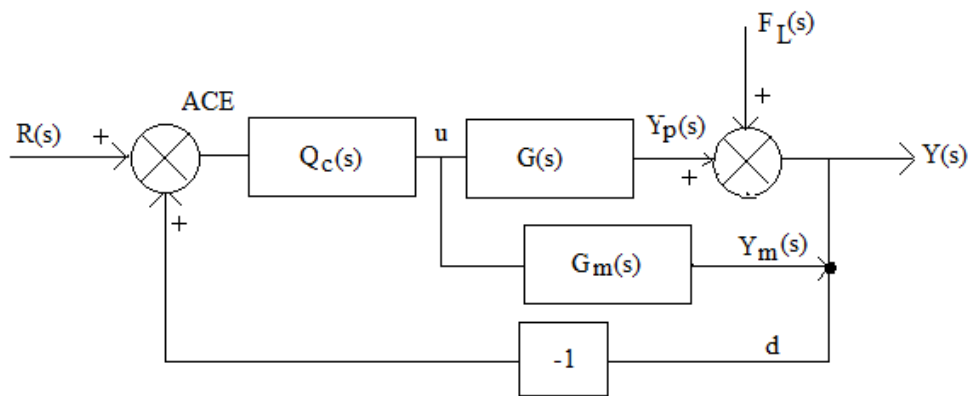 F_L(s)
ACE
R(s)
+
+
+
+
Q_c(s)
u
G(s)
Y_p(s)
Y(s)
G_m(s)
Y_m(s)
-1
d